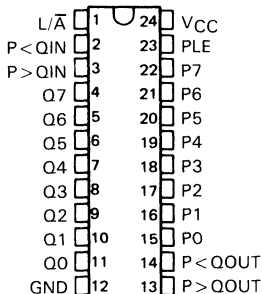 L/A̅ 1 24 VCC
P<QIN 2 23 PLE
P>QIN 3 22 P7
Q7 4 21 P6
Q6 5 20 P5
Q5 6 19 P4
Q4 7 18 P3
Q3 8 17 P2
Q2 9 16 P1
Q1 10 15 P0
Q0 11 14 P<QOUT
GND 12 13 P>QOUT